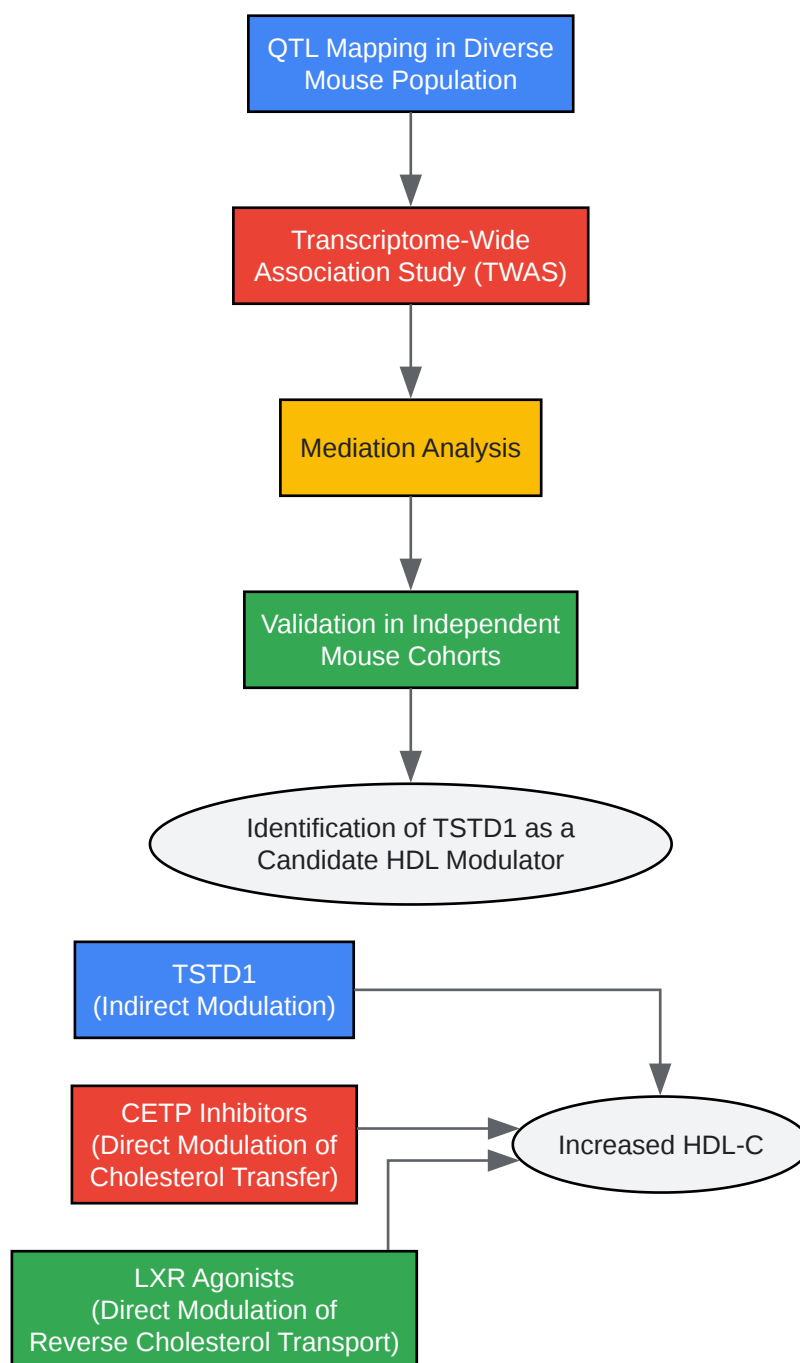 QTL Mapping in Diverse
Mouse Population
Transcriptome-Wide
Association Study (TWAS)
Mediation Analysis
Validation in Independent
Mouse Cohorts
Identification of TSTD1 as a
Candidate HDL Modulator
TSTD1
(Indirect Modulation)
CETP Inhibitors
(Direct Modulation of
Cholesterol Transfer)
Increased HDL-C
LXR Agonists
(Direct Modulation of
Reverse Cholesterol Transport)